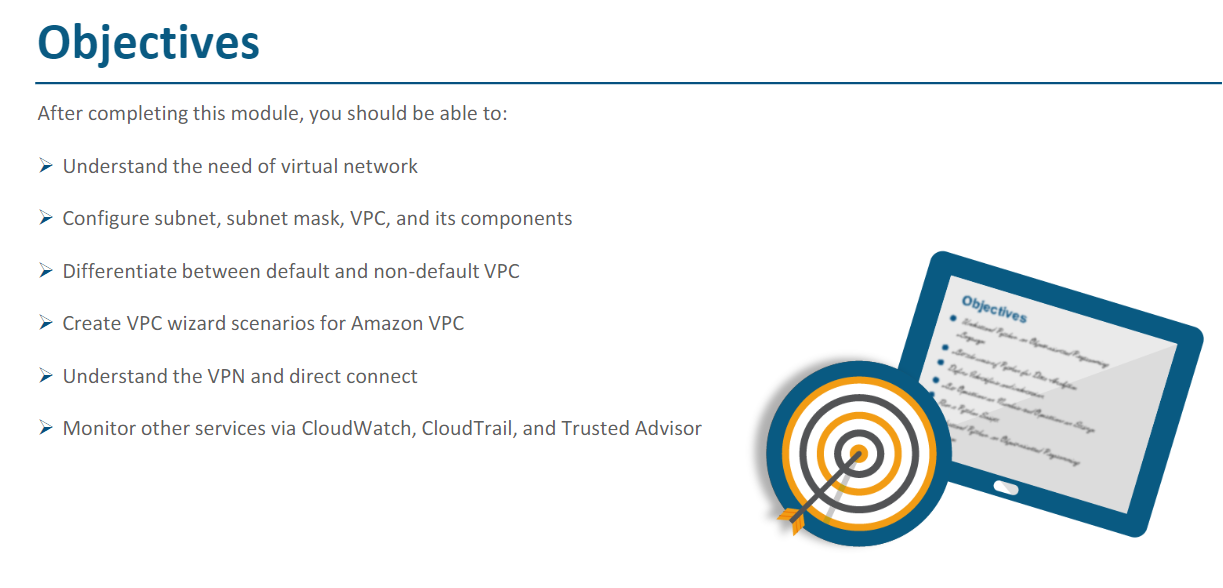 Objectives
After completing this module, you should be able to:
➢ Understand the need of virtual network
➢ Configure subnet, subnet mask, VPC, and its components
➢ Differentiate between default and non-default VPC
➢ Create VPC wizard scenarios for Amazon VPC
➢ Understand the VPN and direct connect
➢ Monitor other services via CloudWatch, CloudTrail, and Trusted Advisor
Objectives